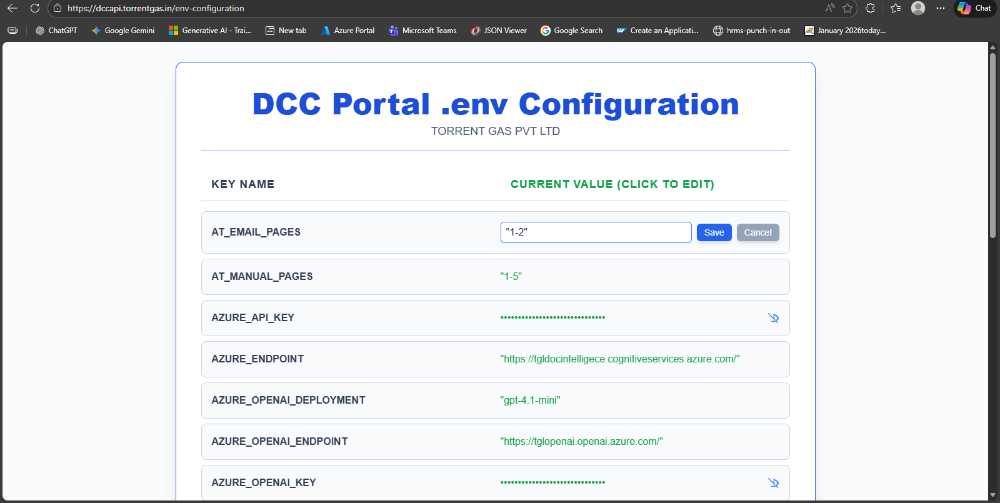 https://dccapi.torrentgas.in/env-configuration
Chat
ChatGPT
Google Gemini
Generative AI - Trai...
New tab
Azure Portal
Microsoft Teams
JSON Viewer
Google Search
Create an Applicati...
hrms-punch-in-out
January 2026today...
DCC Portal .env Configuration
TORRENT GAS PVT LTD
KEY NAME
CURRENT VALUE (CLICK TO EDIT)
AT_EMAIL_PAGES
"1-2"
Save
Cancel
AT_MANUAL_PAGES
"1-5"
AZURE_API_KEY
••••••••••••••••••••••••••••••
AZURE_ENDPOINT
"https://tgldocintelligece.cognitiveservices.azure.com/"
AZURE_OPENAI_DEPLOYMENT
"gpt-4.1-mini"
AZURE_OPENAI_ENDPOINT
"https://tglopenai.openai.azure.com/"
AZURE_OPENAI_KEY
••••••••••••••••••••••••••••••